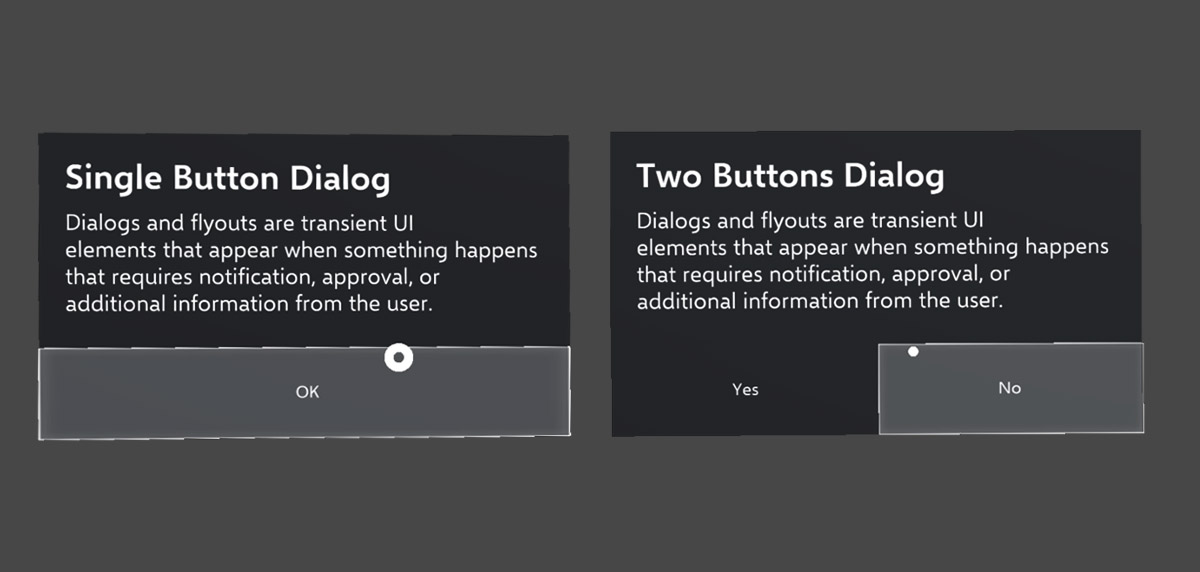 Single Button Dialog
Dialogs and flyouts are transient UI
elements that appear when something happens
that requires notification, approval, or
additional information from the user.
OK
Two Buttons Dialog
Dialogs and flyouts are transient UI
elements that appear when something happens
that requires notification, approval, or
additional information from the user.
Yes
No